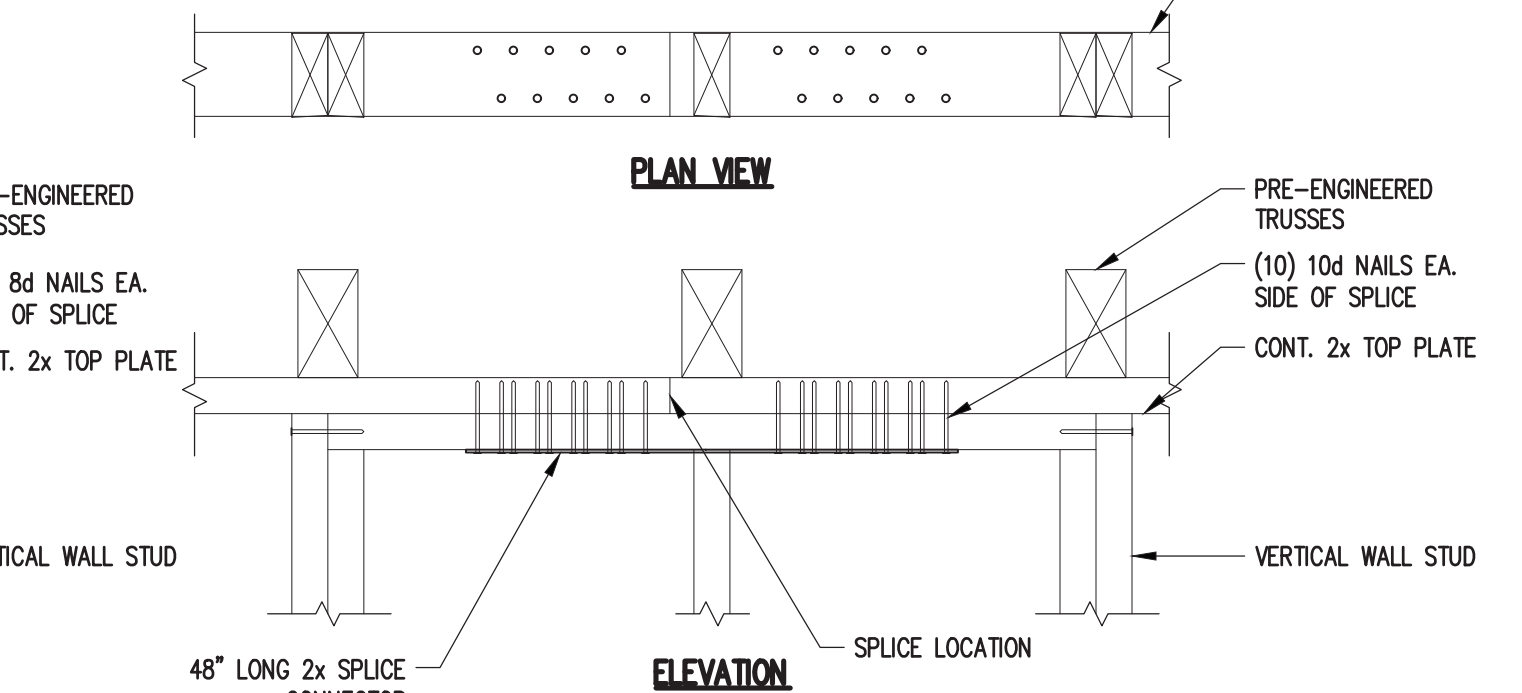 PLAN VIEW
-ENGINEERED
SSES
8d NAILS EA.
OF SPLICE
T. 2x TOP PLATE
TICAL WALL STUD
PRE-ENGINEERED
TRUSSES
(10) 10d NAILS EA.
SIDE OF SPLICE
CONT. 2x TOP PLATE
VERTICAL WALL STUD
SPLICE LOCATION
48" LONG 2x SPLICE
CONNECTOR
ELEVATION